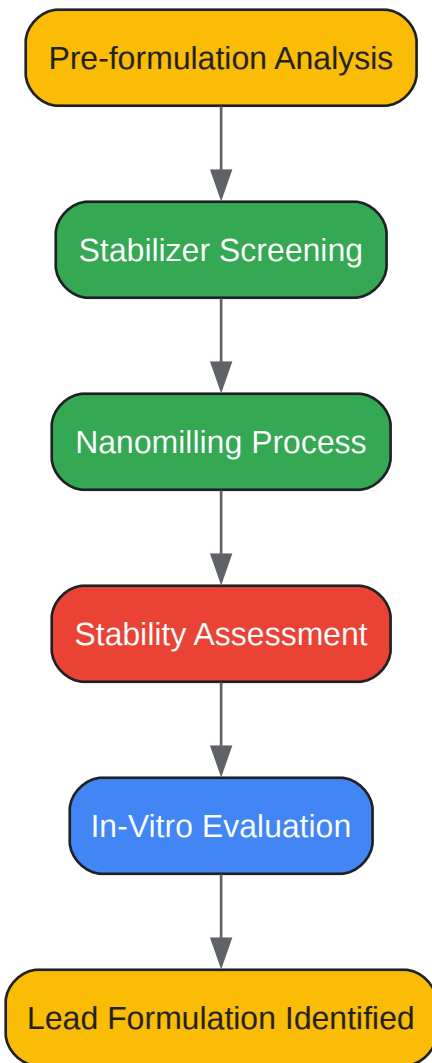 Pre-formulation Analysis
Stabilizer Screening
Nanomilling Process
Stability Assessment
In-Vitro Evaluation
Lead Formulation Identified